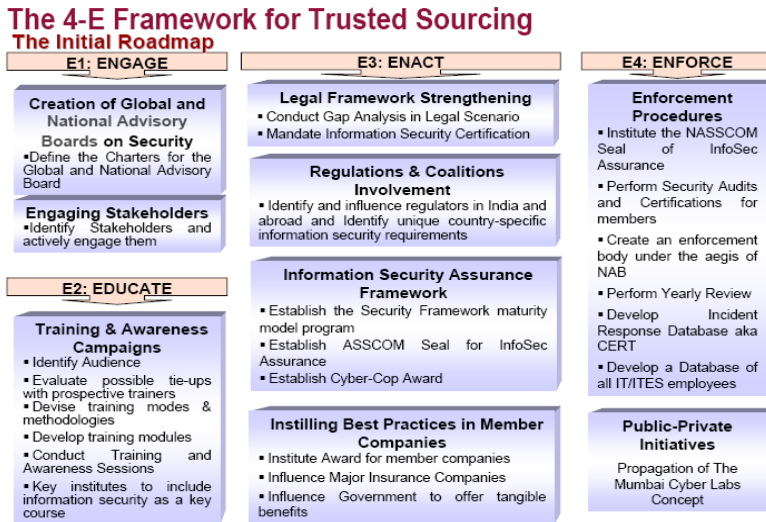 The 4-E Framework for Trusted Sourcing
The Initial Roadmap
E1: ENGAGE
Creation of Global and
National Advisory
Boards on Security
▪Define the Charters for the
Global and National Advisory
Board
Engaging Stakeholders
▪Identify Stakeholders and
actively engage them
E2: EDUCATE
Training & Awareness
Campaigns
▪ Identify Audience
▪ Evaluate possible tie-ups
with prospective trainers
▪ Devise training modes &
methodologies
▪ Develop training modules
▪ Conduct Training and
Awareness Sessions
▪ Key institutes to include
information security as a key
course
E3: ENACT
Legal Framework Strengthening
▪ Conduct Gap Analysis in Legal Scenario
▪ Mandate Information Security Certification
Regulations & Coalitions
Involvement
▪ Identify and influence regulators in India and
abroad and Identify unique country-specific
information security requirements
Information Security Assurance
Framework
▪ Establish the Security Framework maturity
model program
▪ Establish ASSCOM Seal for InfoSec
Assurance
▪ Establish Cyber-Cop Award
Instilling Best Practices in Member
Companies
▪ Institute Award for member companies
▪ Influence Major Insurance Companies
▪ Influence Government to offer tangible
benefits
E4: ENFORCE
Enforcement
Procedures
▪ Institute the NASSCOM
Seal of InfoSec
Assurance
▪ Perform Security Audits
and Certifications for
members
▪ Create an enforcement
body under the aegis of
NAB
▪ Perform Yearly Review
▪ Develop Incident
Response Database aka
CERT
▪ Develop a Database of
all IT/ITES employees
Public-Private
Initiatives
Propagation of The
Mumbai Cyber Labs
Concept